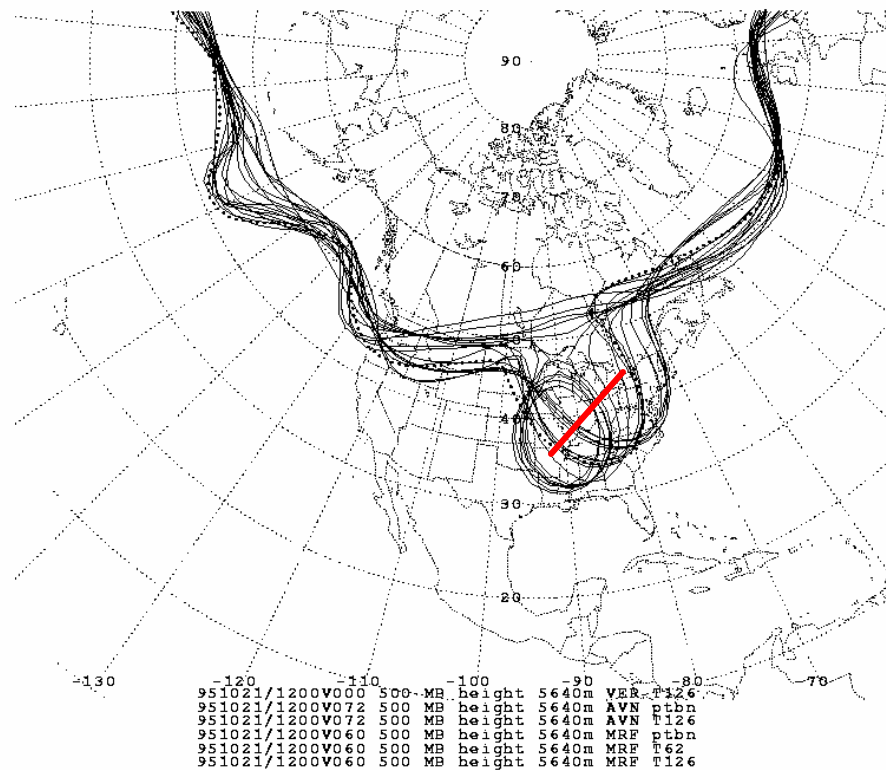 90
80
70
60
50
40
30
20
-130 -120 -110 -100 -90 -80 70
951021/1200V000 500 MB height 5640m VER T126
951021/1200V072 500 MB height 5640m AVN ptbn
951021/1200V072 500 MB height 5640m AVN T126
951021/1200V060 500 MB height 5640m MRF ptbn
951021/1200V060 500 MB height 5640m MRF T62
951021/1200V060 500 MB height 5640m MRF T126